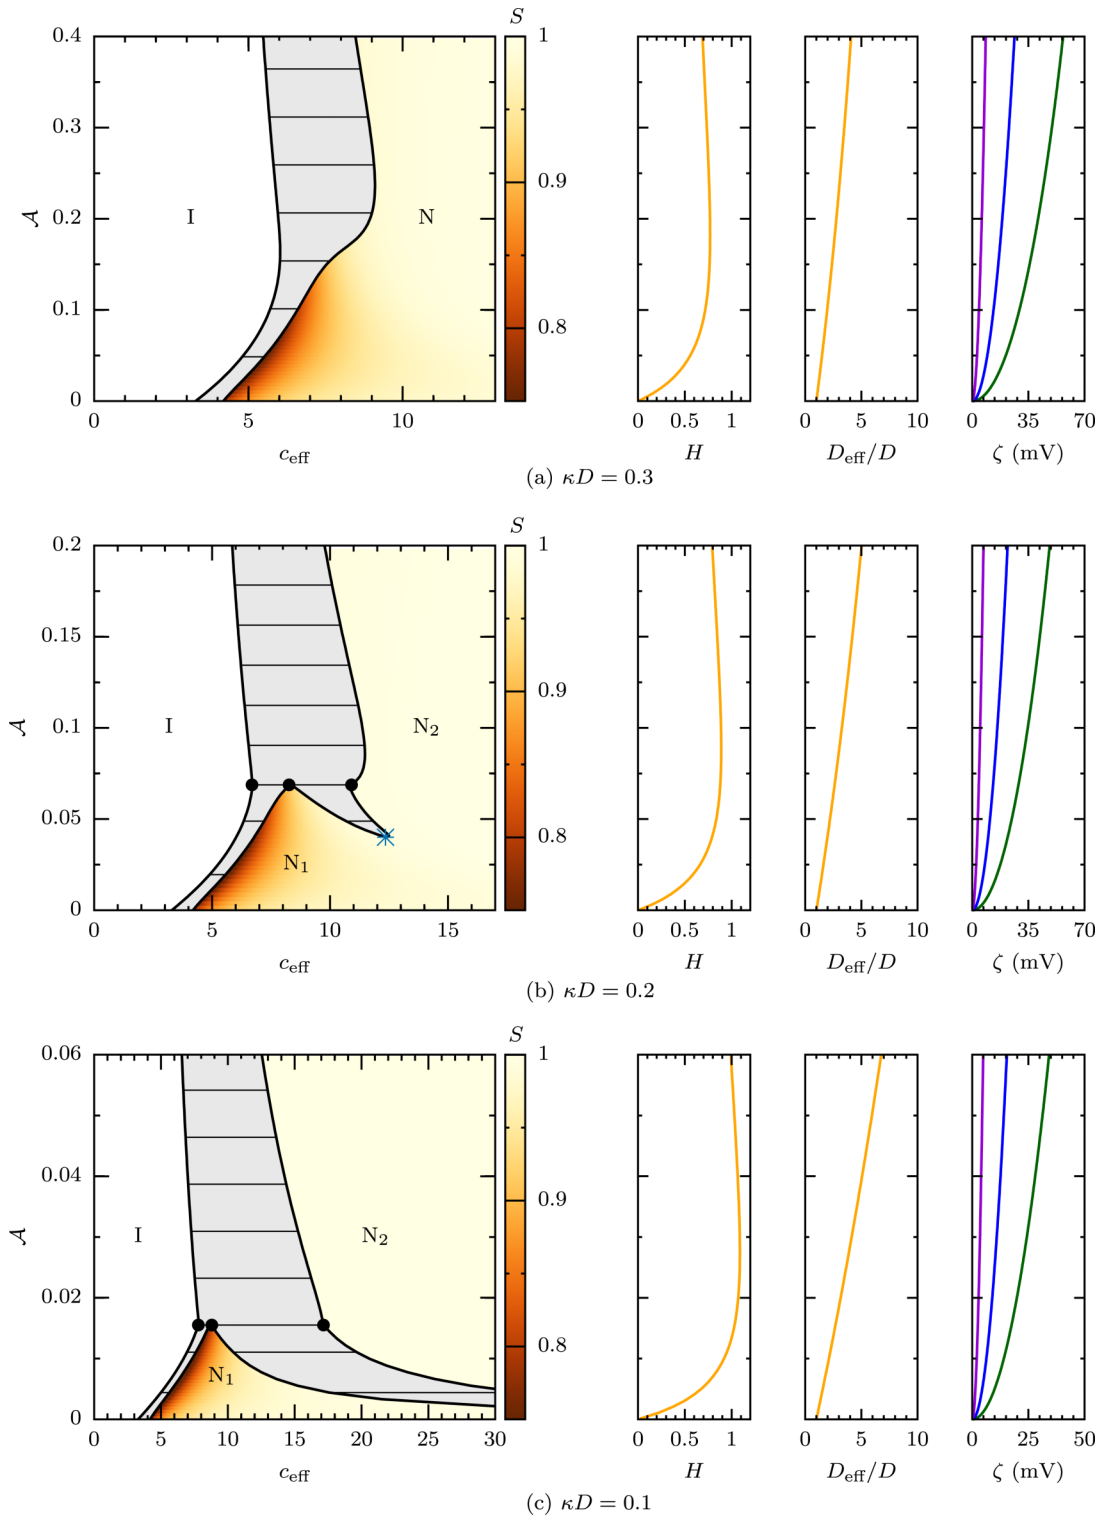 S
0.4
0.3
0.2
0.1
0
𝒜
I
N
0 5 10
c_eff
1
0.9
0.8
0 0.5 1
H
0 5 10
D_eff/D
0 35 70
ζ (mV)
(a) κD = 0.3
S
0.2
0.15
0.1
0.05
0
𝒜
I
N₂
N₁
0 5 10 15
c_eff
1
0.9
0.8
0 0.5 1
H
0 5 10
D_eff/D
0 35 70
ζ (mV)
(b) κD = 0.2
S
0.06
0.04
0.02
0
𝒜
I
N₂
N₁
0 5 10 15 20 25 30
c_eff
1
0.9
0.8
0 0.5 1
H
0 5 10
D_eff/D
0 25 50
ζ (mV)
(c) κD = 0.1